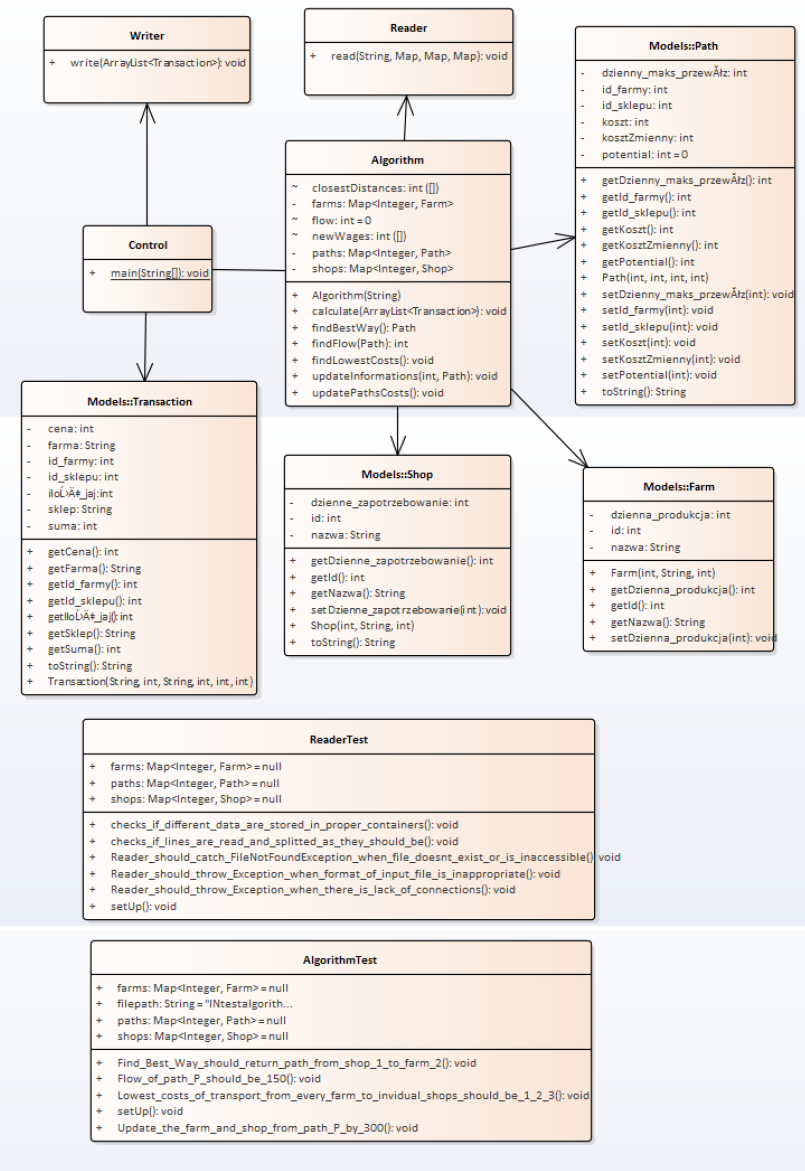 Writer
+ write(ArrayList<Transaction>): void
Reader
+ read(String, Map, Map, Map): void
Models::Path
- dzienny_maks_przewĂłz: int
- id_farmy: int
- id_sklepu: int
- koszt: int
- kosztZmienny: int
- potential: int = 0
+ getDzienny_maks_przewĂłz(): int
+ getId_farmy(): int
+ getId_sklepu(): int
+ getKoszt(): int
+ getKosztZmienny(): int
+ getPotential(): int
+ Path(int, int, int, int)
+ setDzienny_maks_przewĂłz(int): void
+ setId_farmy(int): void
+ setId_sklepu(int): void
+ setKoszt(int): void
+ setKosztZmienny(int): void
+ setPotential(int): void
+ toString(): String
Algorithm
~ closestDistances: int ([])
- farms: Map<Integer, Farm>
~ flow: int = 0
~ newWages: int ([])
- paths: Map<Integer, Path>
- shops: Map<Integer, Shop>
+ Algorithm(String)
+ calculate(ArrayList<Transaction>): void
+ findBestWay(): Path
+ findFlow(Path): int
+ findLowestCosts(): void
+ updateInformations(int, Path): void
+ updatePathsCosts(): void
Control
+ main(String[]): void
Models::Transaction
- cena: int
- farma: String
- id_farmy: int
- id_sklepu: int
- iloĹ›Ä‡_jaj: int
- sklep: String
- suma: int
+ getCena(): int
+ getFarma(): String
+ getId_farmy(): int
+ getId_sklepu(): int
+ getIloĹ›Ä‡_jaj(): int
+ getSklep(): String
+ getSuma(): int
+ toString(): String
+ Transaction(String, int, String, int, int, int)
Models::Shop
- dzienne_zapotrzebowanie: int
- id: int
- nazwa: String
+ getDzienne_zapotrzebowanie(): int
+ getId(): int
+ getNazwa(): String
+ setDzienne_zapotrzebowanie(int): void
+ Shop(int, String, int)
+ toString(): String
Models::Farm
- dzienna_produkcja: int
- id: int
- nazwa: String
+ Farm(int, String, int)
+ getDzienna_produkcja(): int
+ getId(): int
+ getNazwa(): String
+ setDzienna_produkcja(int): void
ReaderTest
+ farms: Map<Integer, Farm> = null
+ paths: Map<Integer, Path> = null
+ shops: Map<Integer, Shop> = null
+ checks_if_different_data_are_stored_in_proper_containers(): void
+ checks_if_lines_are_read_and_splitted_as_they_should_be(): void
+ Reader_should_catch_FileNotFoundException_when_file_doesnt_exist_or_is_inaccessible(): void
+ Reader_should_throw_Exception_when_format_of_input_file_is_inappropriate(): void
+ Reader_should_throw_Exception_when_there_is_lack_of_connections(): void
+ setUp(): void
AlgorithmTest
+ farms: Map<Integer, Farm> = null
+ filepath: String = "INtestalgorith...
+ paths: Map<Integer, Path> = null
+ shops: Map<Integer, Shop> = null
+ Find_Best_Way_should_return_path_from_shop_1_to_farm_2(): void
+ Flow_of_path_P_should_be_150(): void
+ Lowest_costs_of_transport_from_every_farm_to_invidual_shops_should_be_1_2_3(): void
+ setUp(): void
+ Update_the_farm_and_shop_from_path_P_by_300(): void